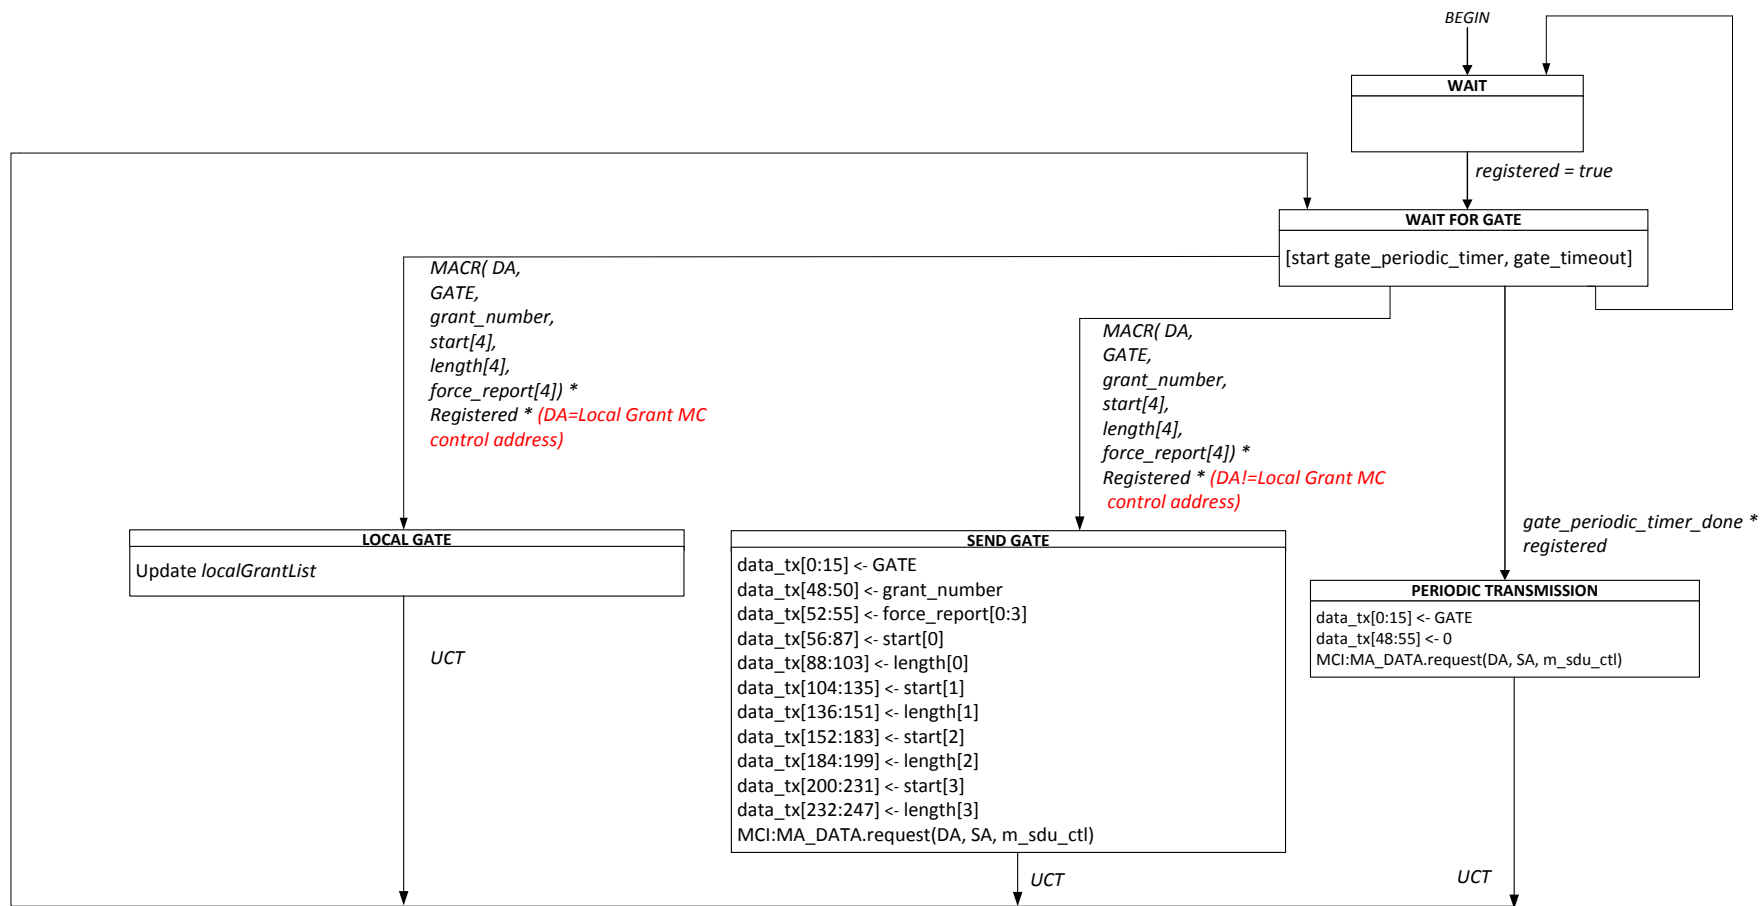 BEGIN
WAIT
registered = true
WAIT FOR GATE
[start gate_periodic_timer, gate_timeout]
MACR( DA,
GATE,
grant_number,
start[4],
length[4],
force_report[4]) *
Registered * (DA=Local Grant MC
control address)
MACR( DA,
GATE,
grant_number,
start[4],
length[4],
force_report[4]) *
Registered * (DA!=Local Grant MC
control address)
gate_periodic_timer_done *
registered
LOCAL GATE
Update localGrantList
UCT
SEND GATE
data_tx[0:15] <- GATE
data_tx[48:50] <- grant_number
data_tx[52:55] <- force_report[0:3]
data_tx[56:87] <- start[0]
data_tx[88:103] <- length[0]
data_tx[104:135] <- start[1]
data_tx[136:151] <- length[1]
data_tx[152:183] <- start[2]
data_tx[184:199] <- length[2]
data_tx[200:231] <- start[3]
data_tx[232:247] <- length[3]
MCI:MA_DATA.request(DA, SA, m_sdu_ctl)
UCT
PERIODIC TRANSMISSION
data_tx[0:15] <- GATE
data_tx[48:55] <- 0
MCI:MA_DATA.request(DA, SA, m_sdu_ctl)
UCT